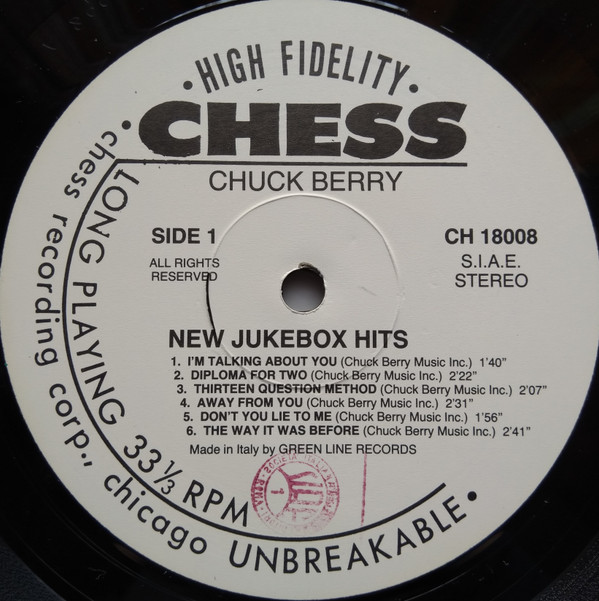 • HIGH FIDELITY •
CHESS
CHUCK BERRY
SIDE 1
CH 18008
ALL RIGHTS
RESERVED
S.I.A.E.
STEREO
NEW JUKEBOX HITS
1. I'M TALKING ABOUT YOU (Chuck Berry Music Inc.) 1'40"
2. DIPLOMA FOR TWO (Chuck Berry Music Inc.) 2'22"
3. THIRTEEN QUESTION METHOD (Chuck Berry Music Inc.) 2'07"
4. AWAY FROM YOU (Chuck Berry Music Inc.) 2'31"
5. DON'T YOU LIE TO ME (Chuck Berry Music Inc.) 1'56"
6. THE WAY IT WAS BEFORE (Chuck Berry Music Inc.) 2'41"
Made in Italy by GREEN LINE RECORDS
LONG PLAYING 33 1/3 RPM
• chess recording corp., chicago UNBREAKABLE •